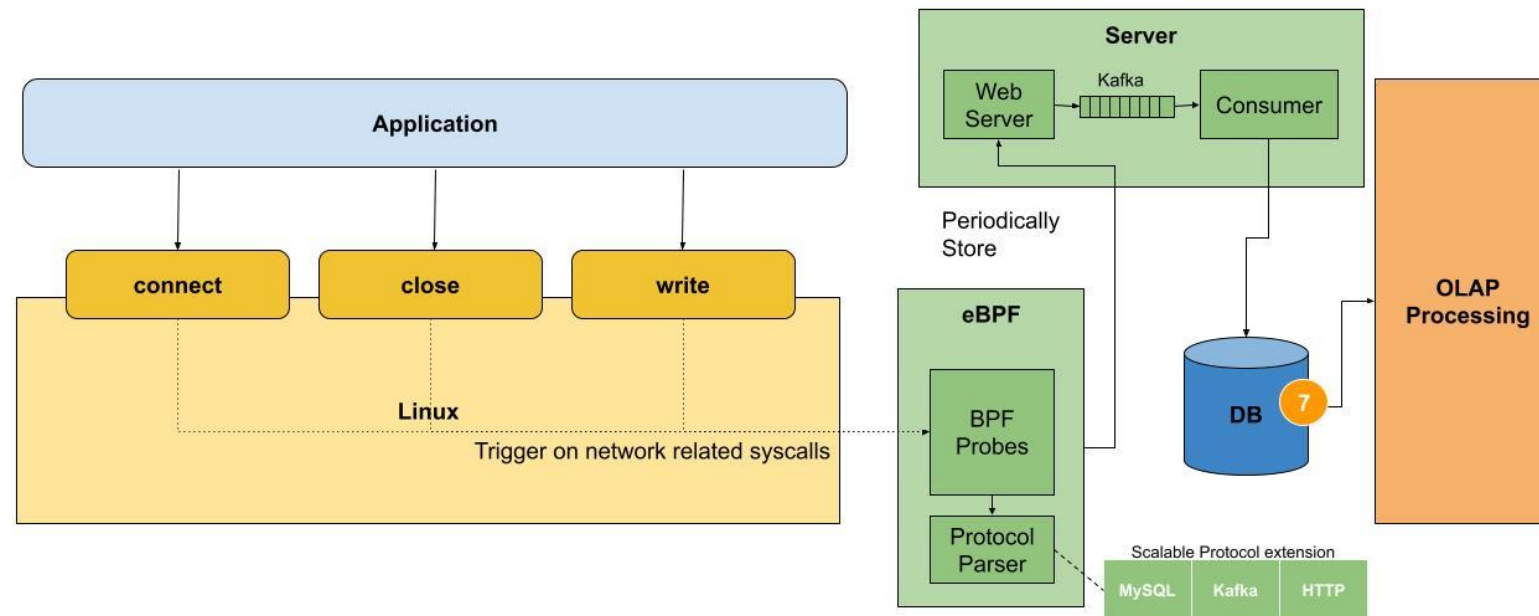 Server
Kafka
Web
Server
Consumer
Application
Periodically
Store
connect
close
write
eBPF
OLAP
Processing
Linux
BPF
Probes
DB
7
Trigger on network related syscalls
Protocol
Parser
Scalable Protocol extension
MySQL
Kafka
HTTP